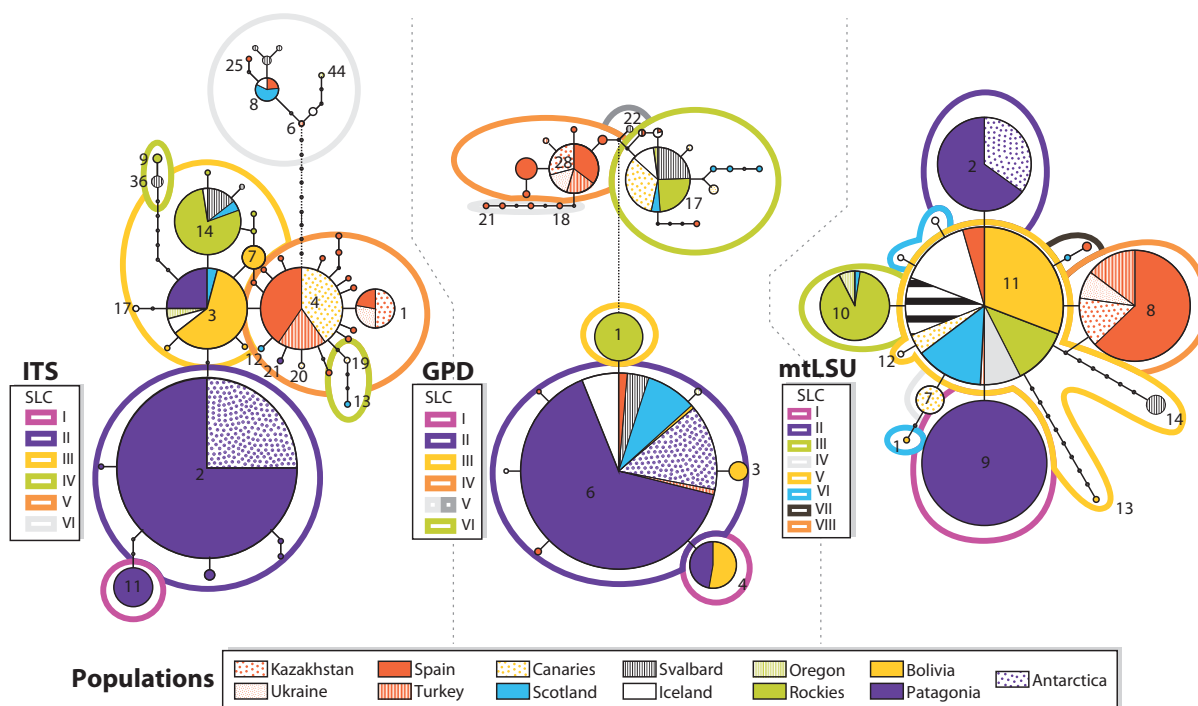 25
44
8
6
9
36
14
7
3
17
4
1
12
21
20
19
13
2
11
ITS
SLC
I
II
III
IV
V
VI
22
28
17
21
18
1
6
3
4
GPD
SLC
I
II
III
IV
V
VI
2
11
10
8
12
7
1
14
9
13
mtLSU
SLC
I
II
III
IV
V
VI
VII
VIII
Populations
Kazakhstan Spain Canaries Svalbard Oregon Bolivia Antarctica
Ukraine Turkey Scotland Iceland Rockies Patagonia